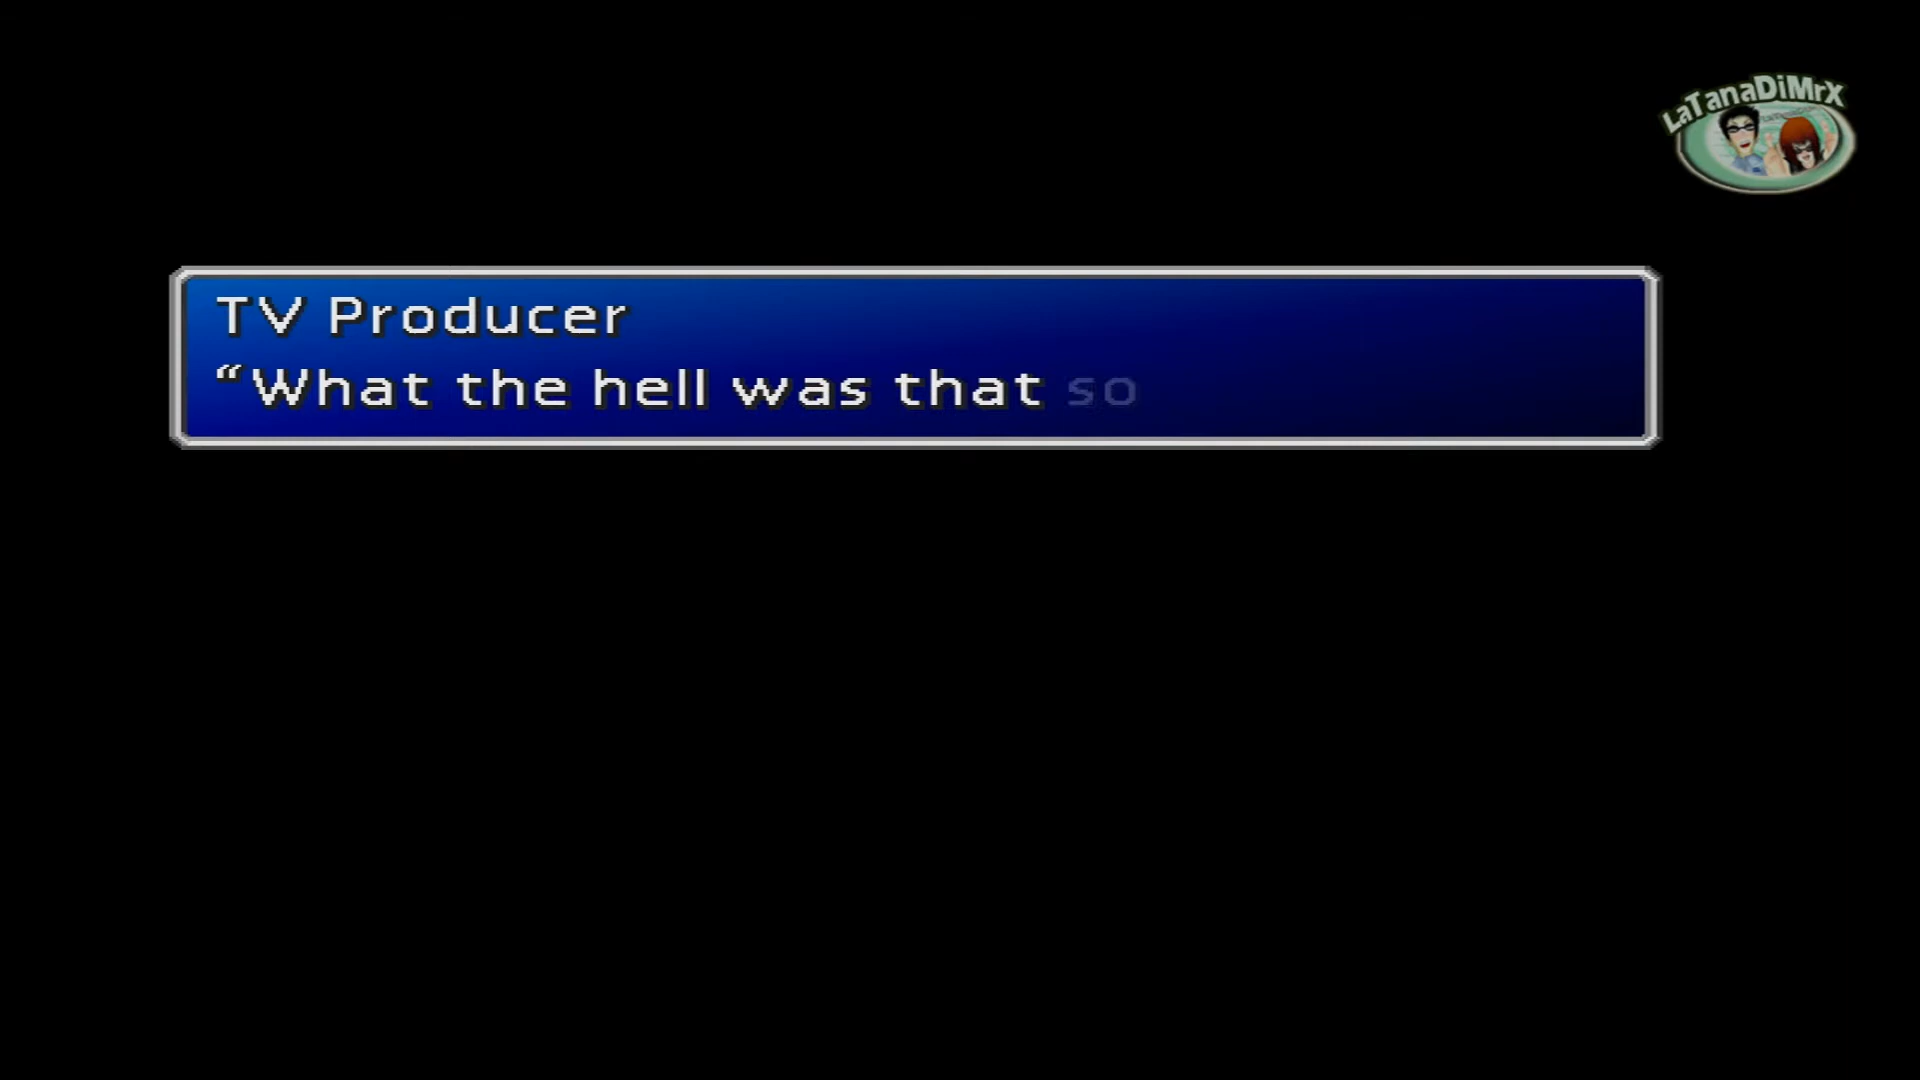 LaTanaDiMrX
TV Producer
“What the hell was that so